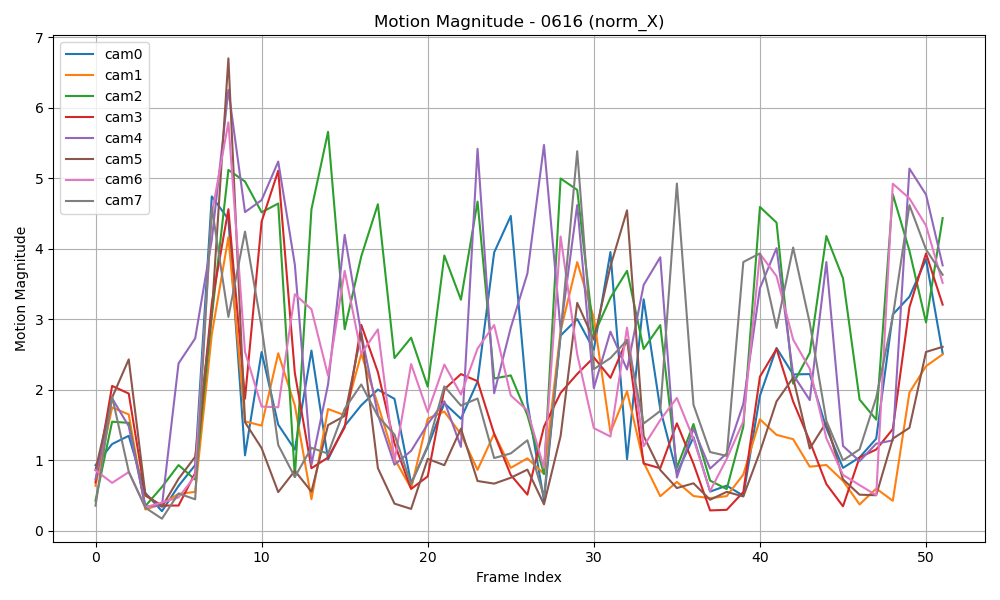 Motion Magnitude - 0616 (norm_X)
Motion Magnitude
7
6
5
4
3
2
1
0
cam0
cam1
cam2
cam3
cam4
cam5
cam6
cam7
0 10 20 30 40 50
Frame Index